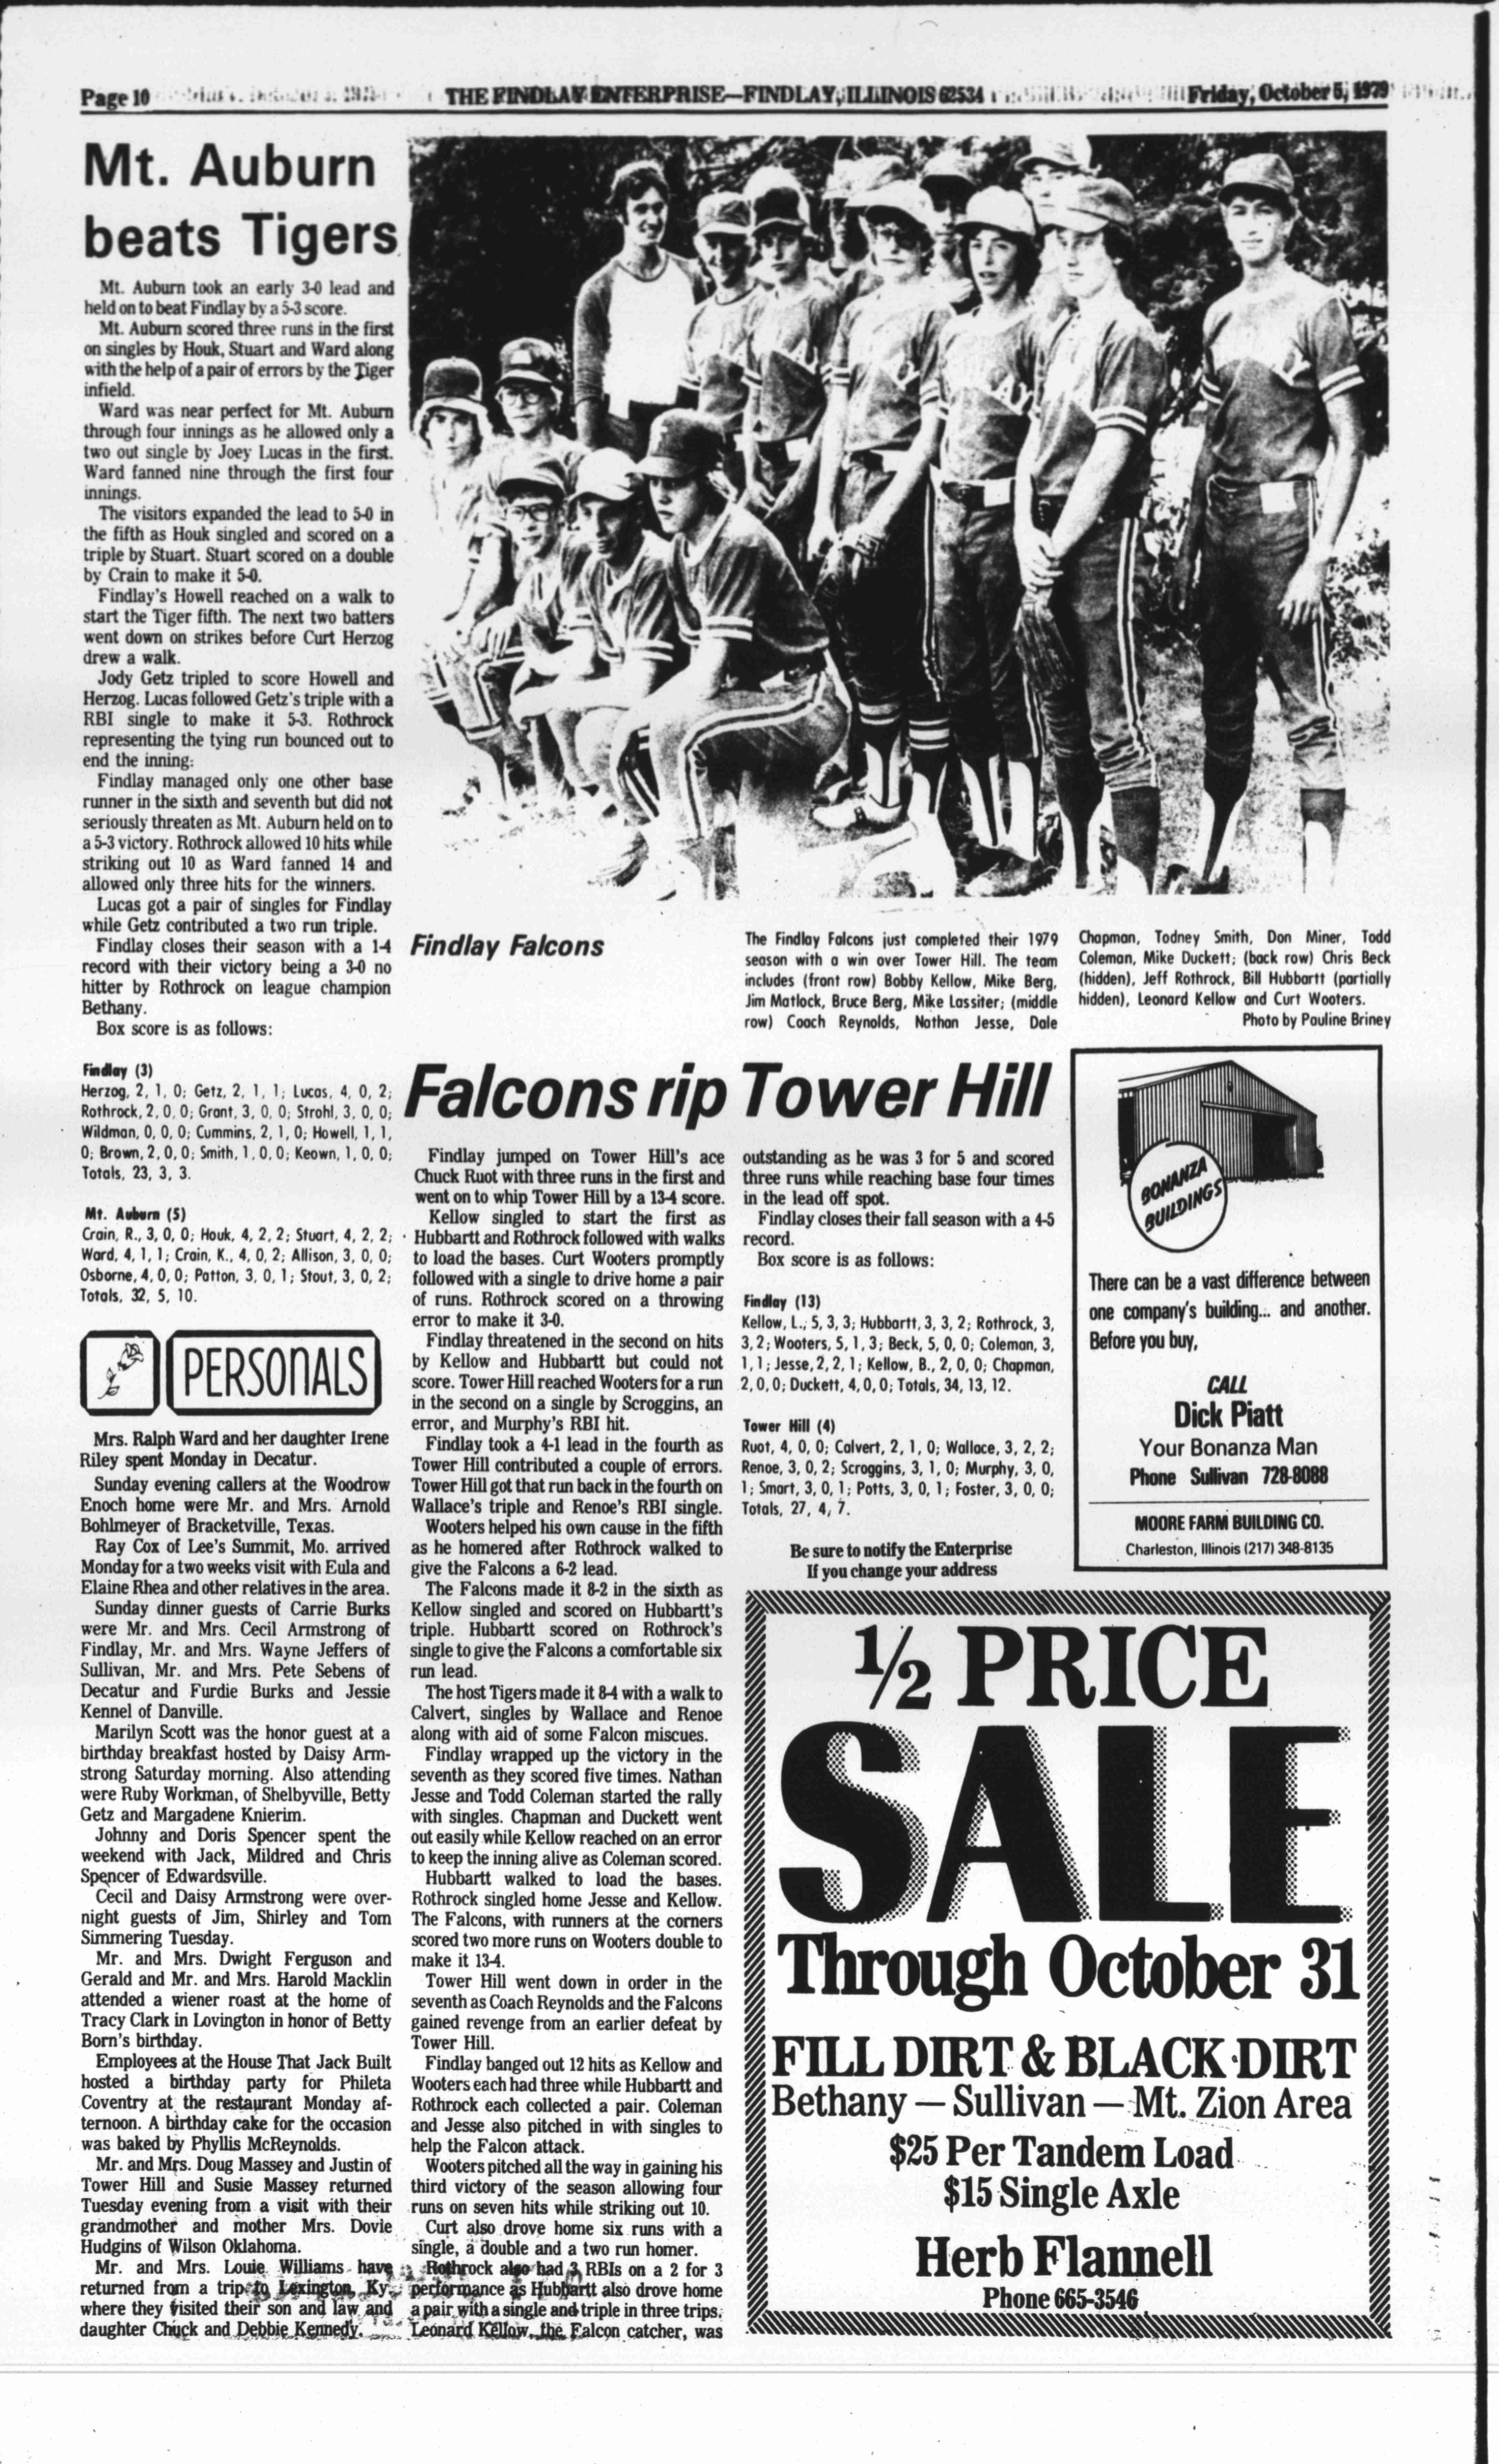 Page 10
THE FINDLAY ENTERPRISE—FINDLAY, ILLINOIS 62534
Friday, October 5, 1979
Mt. Auburn
beats Tigers
Mt. Auburn took an early 3-0 lead and
held on to beat Findlay by a 5-3 score.
Mt. Auburn scored three runs in the first
on singles by Houk, Stuart and Ward along
with the help of a pair of errors by the Tiger
infield.
Ward was near perfect for Mt. Auburn
through four innings as he allowed only a
two out single by Joey Lucas in the first.
Ward fanned nine through the first four
innings.
The visitors expanded the lead to 5-0 in
the fifth as Houk singled and scored on a
triple by Stuart. Stuart scored on a double
by Crain to make it 5-0.
Findlay's Howell reached on a walk to
start the Tiger fifth. The next two batters
went down on strikes before Curt Herzog
drew a walk.
Jody Getz tripled to score Howell and
Herzog. Lucas followed Getz's triple with a
RBI single to make it 5-3. Rothrock
representing the tying run bounced out to
end the inning.
Findlay managed only one other base
runner in the sixth and seventh but did not
seriously threaten as Mt. Auburn held on to
a 5-3 victory. Rothrock allowed 10 hits while
striking out 10 as Ward fanned 14 and
allowed only three hits for the winners.
Lucas got a pair of singles for Findlay
while Getz contributed a two run triple.
Findlay closes their season with a 1-4
record with their victory being a 3-0 no
hitter by Rothrock on league champion
Bethany.
Box score is as follows:
Findlay (3)
Herzog, 2, 1, 0; Getz, 2, 1, 1; Lucas, 4, 0, 2;
Rothrock, 2, 0, 0; Grant, 3, 0, 0; Strohl, 3, 0, 0;
Wildman, 0, 0, 0; Cummins, 2, 1, 0; Howell, 1, 1,
0; Brown, 2, 0, 0; Smith, 1, 0, 0; Keown, 1, 0, 0;
Totals, 23, 3, 3.
Mt. Auburn (5)
Crain, R., 3, 0, 0; Houk, 4, 2, 2; Stuart, 4, 2, 2;
Ward, 4, 1, 1; Crain, K., 4, 0, 2; Allison, 3, 0, 0;
Osborne, 4, 0, 0; Patton, 3, 0, 1; Stout, 3, 0, 2;
Totals, 32, 5, 10.
PERSONALS
Mrs. Ralph Ward and her daughter Irene
Riley spent Monday in Decatur.
Sunday evening callers at the Woodrow
Enoch home were Mr. and Mrs. Arnold
Bohlmeyer of Bracketville, Texas.
Ray Cox of Lee's Summit, Mo. arrived
Monday for a two weeks visit with Eula and
Elaine Rhea and other relatives in the area.
Sunday dinner guests of Carrie Burks
were Mr. and Mrs. Cecil Armstrong of
Findlay, Mr. and Mrs. Wayne Jeffers of
Sullivan, Mr. and Mrs. Pete Sebens of
Decatur and Furdie Burks and Jessie
Kennel of Danville.
Marilyn Scott was the honor guest at a
birthday breakfast hosted by Daisy Arm-
strong Saturday morning. Also attending
were Ruby Workman, of Shelbyville, Betty
Getz and Margadene Knierim.
Johnny and Doris Spencer spent the
weekend with Jack, Mildred and Chris
Spencer of Edwardsville.
Cecil and Daisy Armstrong were over-
night guests of Jim, Shirley and Tom
Simmering Tuesday.
Mr. and Mrs. Dwight Ferguson and
Gerald and Mr. and Mrs. Harold Macklin
attended a wiener roast at the home of
Tracy Clark in Lovington in honor of Betty
Born's birthday.
Employees at the House That Jack Built
hosted a birthday party for Phileta
Coventry at the restaurant Monday af-
ternoon. A birthday cake for the occasion
was baked by Phyllis McReynolds.
Mr. and Mrs. Doug Massey and Justin of
Tower Hill and Susie Massey returned
Tuesday evening from a visit with their
grandmother and mother Mrs. Dovie
Hudgins of Wilson Oklahoma.
Mr. and Mrs. Louie Williams have
returned from a trip to Lexington, Ky.
where they visited their son and law and
daughter Chuck and Debbie Kennedy.
Findlay Falcons
The Findlay Falcons just completed their 1979
season with a win over Tower Hill. The team
includes (front row) Bobby Kellow, Mike Berg,
Jim Matlock, Bruce Berg, Mike Lassiter; (middle
row) Coach Reynolds, Nathan Jesse, Dale
Chapman, Todney Smith, Don Miner, Todd
Coleman, Mike Duckett; (back row) Chris Beck
(hidden), Jeff Rothrock, Bill Hubbartt (partially
hidden), Leonard Kellow and Curt Wooters.
Photo by Pauline Briney
Falcons rip Tower Hill
Findlay jumped on Tower Hill's ace
Chuck Ruot with three runs in the first and
went on to whip Tower Hill by a 13-4 score.
Kellow singled to start the first as
Hubbartt and Rothrock followed with walks
to load the bases. Curt Wooters promptly
followed with a single to drive home a pair
of runs. Rothrock scored on a throwing
error to make it 3-0.
Findlay threatened in the second on hits
by Kellow and Hubbartt but could not
score. Tower Hill reached Wooters for a run
in the second on a single by Scroggins, an
error, and Murphy's RBI hit.
Findlay took a 4-1 lead in the fourth as
Tower Hill contributed a couple of errors.
Tower Hill got that run back in the fourth on
Wallace's triple and Renoe's RBI single.
Wooters helped his own cause in the fifth
as he homered after Rothrock walked to
give the Falcons a 6-2 lead.
The Falcons made it 8-2 in the sixth as
Kellow singled and scored on Hubbartt's
triple. Hubbartt scored on Rothrock's
single to give the Falcons a comfortable six
run lead.
The host Tigers made it 8-4 with a walk to
Calvert, singles by Wallace and Renoe
along with aid of some Falcon miscues.
Findlay wrapped up the victory in the
seventh as they scored five times. Nathan
Jesse and Todd Coleman started the rally
with singles. Chapman and Duckett went
out easily while Kellow reached on an error
to keep the inning alive as Coleman scored.
Hubbartt walked to load the bases.
Rothrock singled home Jesse and Kellow.
The Falcons, with runners at the corners
scored two more runs on Wooters double to
make it 13-4.
Tower Hill went down in order in the
seventh as Coach Reynolds and the Falcons
gained revenge from an earlier defeat by
Tower Hill.
Findlay banged out 12 hits as Kellow and
Wooters each had three while Hubbartt and
Rothrock each collected a pair. Coleman
and Jesse also pitched in with singles to
help the Falcon attack.
Wooters pitched all the way in gaining his
third victory of the season allowing four
runs on seven hits while striking out 10.
Curt also drove home six runs with a
single, a double and a two run homer.
Rothrock also had 3 RBIs on a 2 for 3
performance as Hubbartt also drove home
a pair with a single and triple in three trips.
Leonard Kellow, the Falcon catcher, was
outstanding as he was 3 for 5 and scored
three runs while reaching base four times
in the lead off spot.
Findlay closes their fall season with a 4-5
record.
Box score is as follows:
Findlay (13)
Kellow, L., 5, 3, 3; Hubbartt, 3, 3, 2; Rothrock, 3,
3, 2; Wooters, 5, 1, 3; Beck, 5, 0, 0; Coleman, 3,
1, 1; Jesse, 2, 2, 1; Kellow, B., 2, 0, 0; Chapman,
2, 0, 0; Duckett, 4, 0, 0; Totals, 34, 13, 12.
Tower Hill (4)
Ruot, 4, 0, 0; Calvert, 2, 1, 0; Wallace, 3, 2, 2;
Renoe, 3, 0, 2; Scroggins, 3, 1, 0; Murphy, 3, 0,
1; Smart, 3, 0, 1; Potts, 3, 0, 1; Foster, 3, 0, 0;
Totals, 27, 4, 7.
Be sure to notify the Enterprise
If you change your address
BONANZA
BUILDINGS
There can be a vast difference between
one company's building... and another.
Before you buy,
CALL
Dick Piatt
Your Bonanza Man
Phone Sullivan 728-8088
MOORE FARM BUILDING CO.
Charleston, Illinois (217) 348-8135
½ PRICE
SALE
Through October 31
FILL DIRT & BLACK DIRT
Bethany — Sullivan — Mt. Zion Area
$25 Per Tandem Load
$15 Single Axle
Herb Flannell
Phone 665-3546